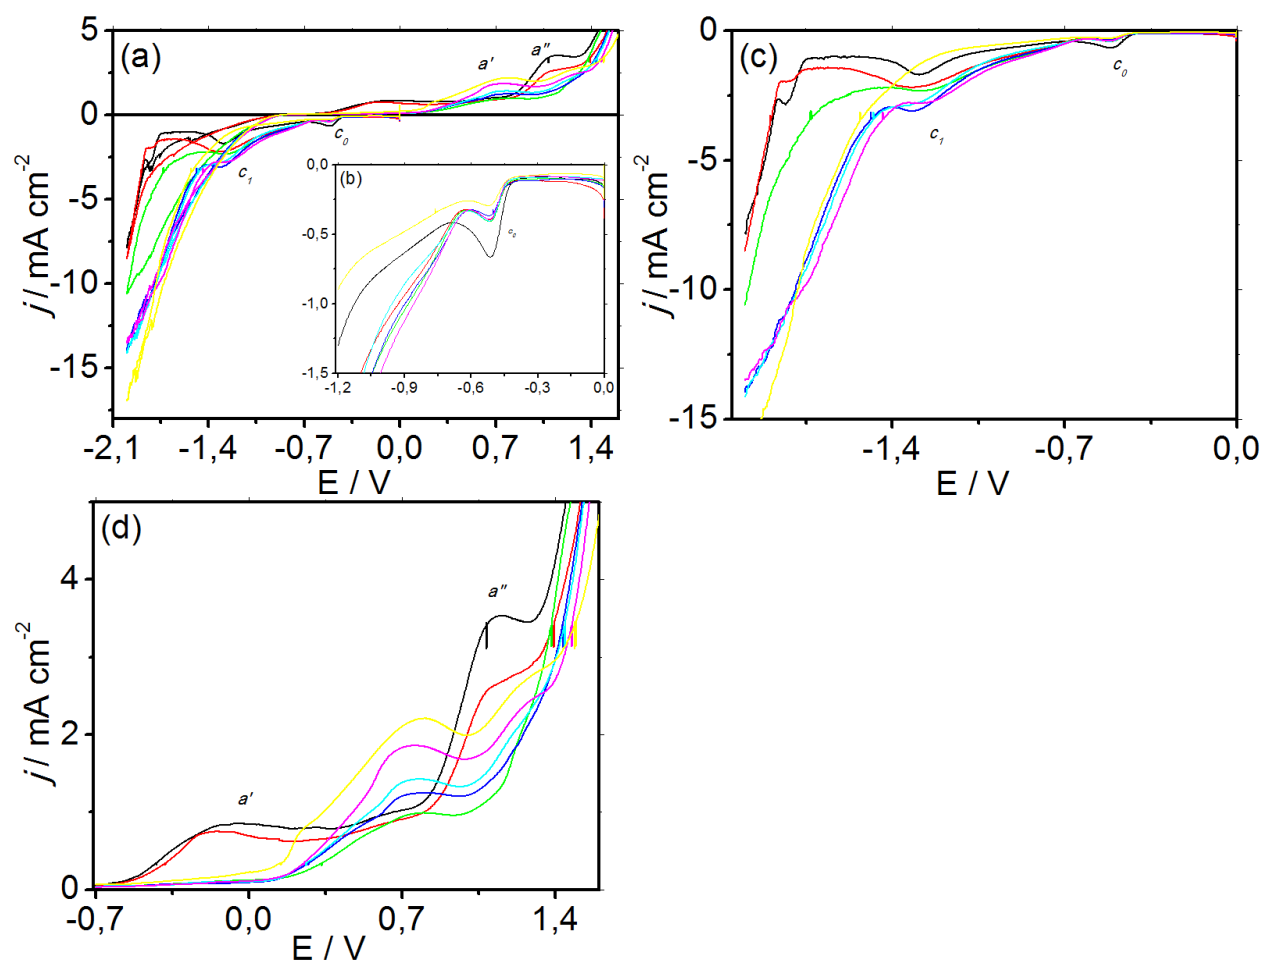 (a)
a'
a''
5
0
-5
-10
-15
j / mA cm-2
c0
c1
(b)
0,0
-0,5
-1,0
-1,5
c0
-1,2
-0,9
-0,6
-0,3
0,0
-2,1
-1,4
-0,7
0,0
0,7
1,4
E / V
(c)
0
-5
-10
-15
j / mA cm-2
c0
c1
-1,4
-0,7
0,0
E / V
(d)
4
2
0
j / mA cm-2
a'
a''
-0,7
0,0
0,7
1,4
E / V